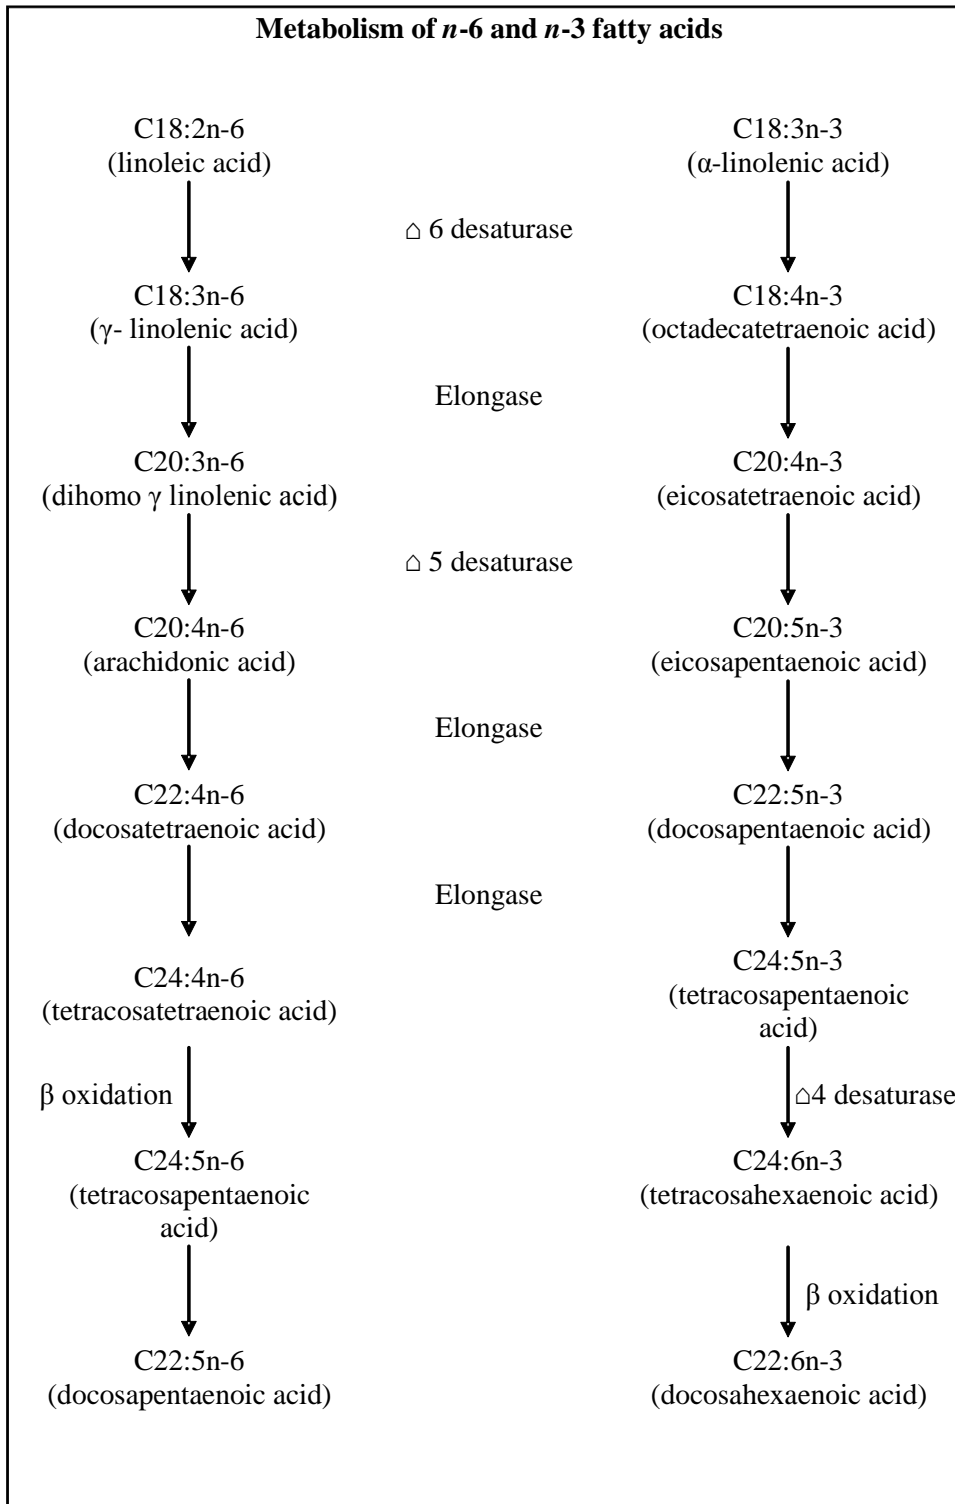 Metabolism of n-6 and n-3 fatty acids
C18:2n-6
(linoleic acid)
C18:3n-3
(α-linolenic acid)
⌂ 6 desaturase
C18:3n-6
(γ- linolenic acid)
C18:4n-3
(octadecatetraenoic acid)
Elongase
C20:3n-6
(dihomo γ linolenic acid)
C20:4n-3
(eicosatetraenoic acid)
⌂ 5 desaturase
C20:4n-6
(arachidonic acid)
C20:5n-3
(eicosapentaenoic acid)
Elongase
C22:4n-6
(docosatetraenoic acid)
C22:5n-3
(docosapentaenoic acid)
Elongase
C24:4n-6
(tetracosatetraenoic acid)
C24:5n-3
(tetracosapentaenoic
acid)
β oxidation
⌂4 desaturase
C24:5n-6
(tetracosapentaenoic
acid)
C24:6n-3
(tetracosahexaenoic acid)
β oxidation
C22:5n-6
(docosapentaenoic acid)
C22:6n-3
(docosahexaenoic acid)